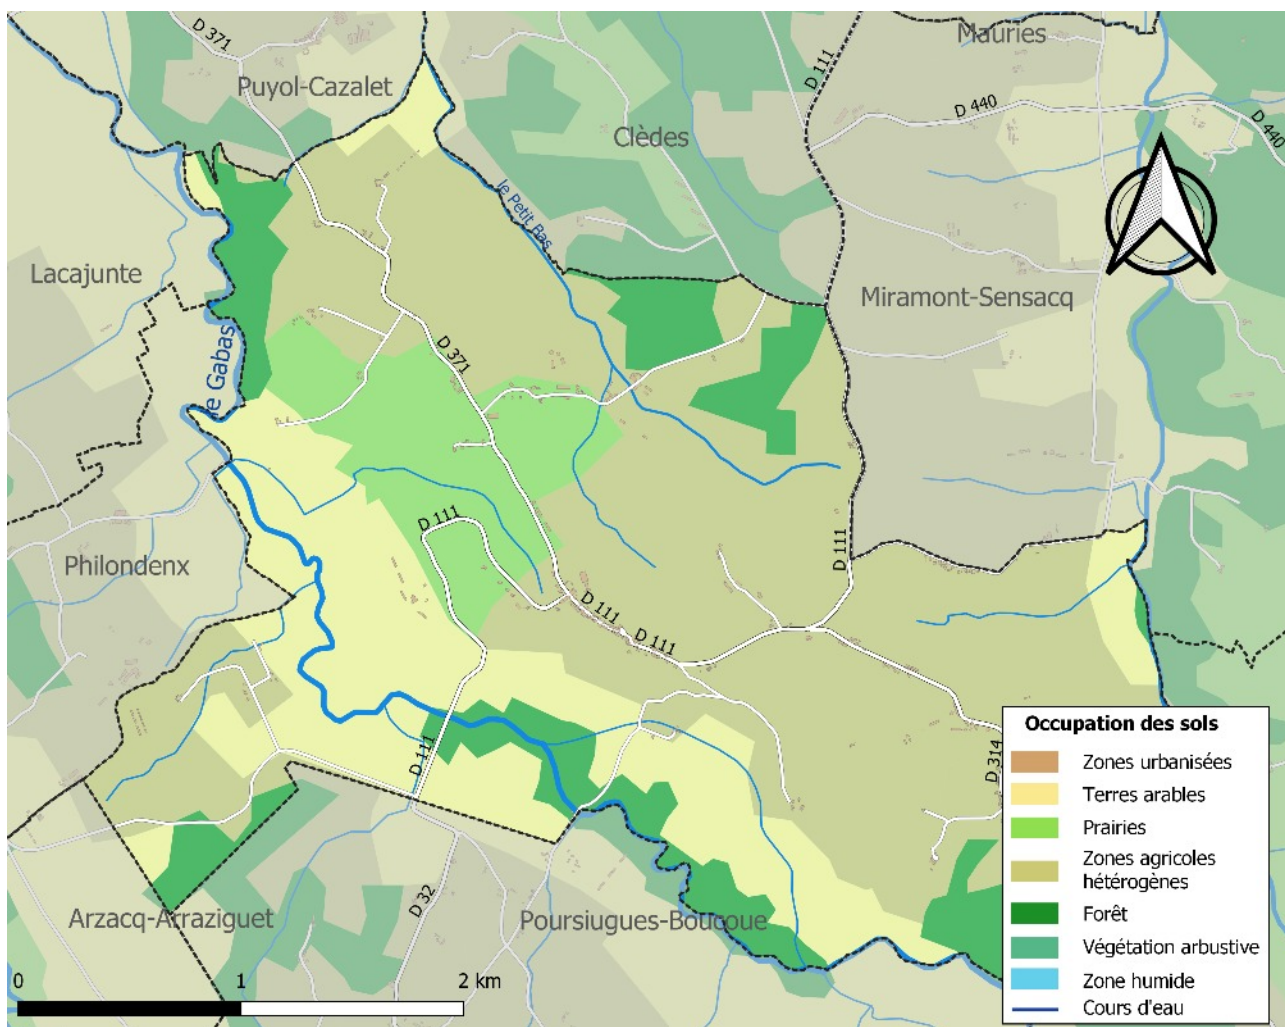 D 371
Mauries
Puyol-Cazalet
D 111
D 440
D 440
Clèdes
le Petit Bas
Lacajunte
Miramont-Sensacq
le Gabas
D 371
D 111
D 111
Philondenx
D 111
D 111
D 111
D 314
Arzacq-Arraziguet
D 32
Poursiugues-Boucoue
Occupation des sols
Zones urbanisées
Terres arables
Prairies
Zones agricoles
hétérogènes
Forêt
Végétation arbustive
Zone humide
Cours d'eau
0 1 2 km